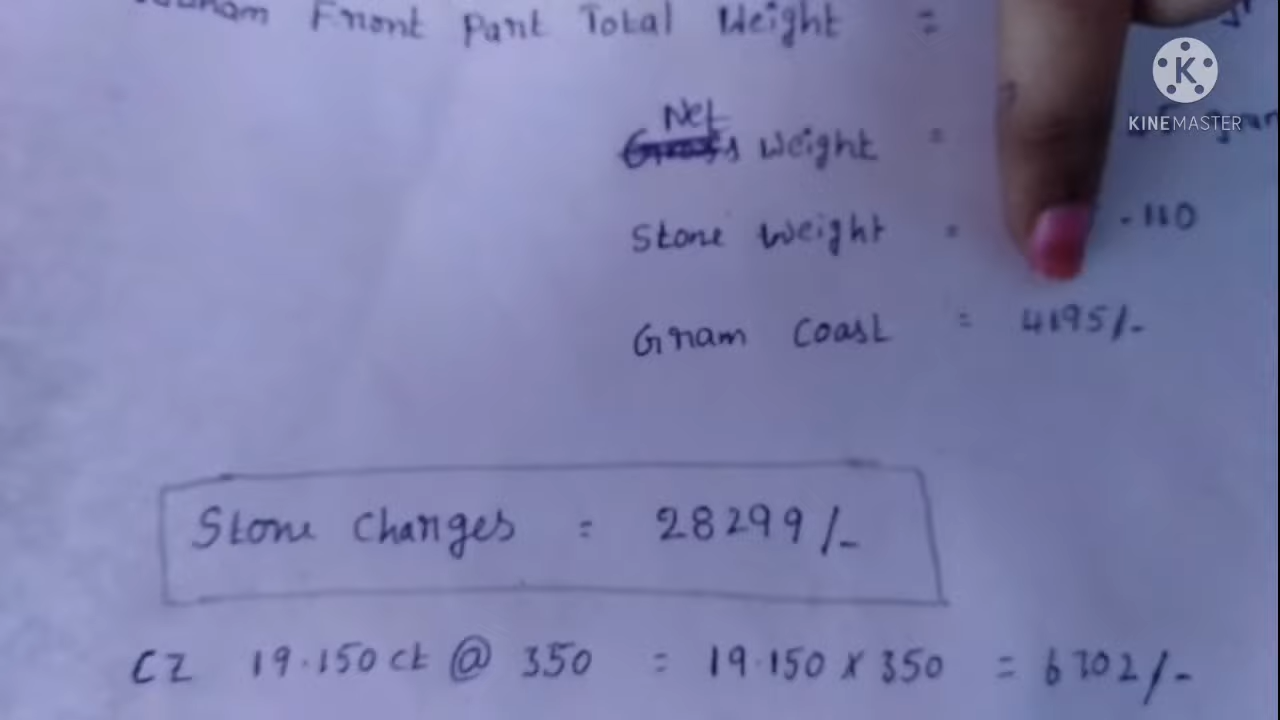 Front Part Total Weight =
KINEMASTER
Net
Weight =
Stone Weight = .110
Gram Coast = 4195/-
Stone Charges = 28299/-
CZ 19.150 ct @ 350 = 19.150 x 350 = 6702/-